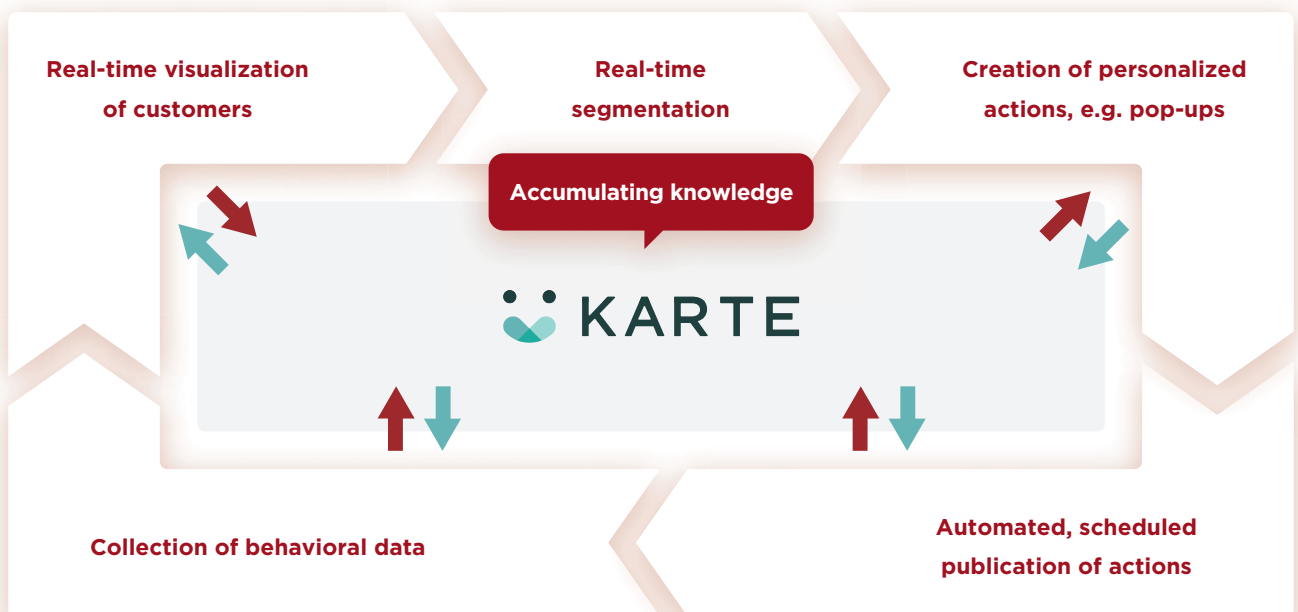 Real-time visualization
of customers
Real-time
segmentation
Creation of personalized
actions, e.g. pop-ups
Accumulating knowledge
KARTE
Collection of behavioral data
Automated, scheduled
publication of actions